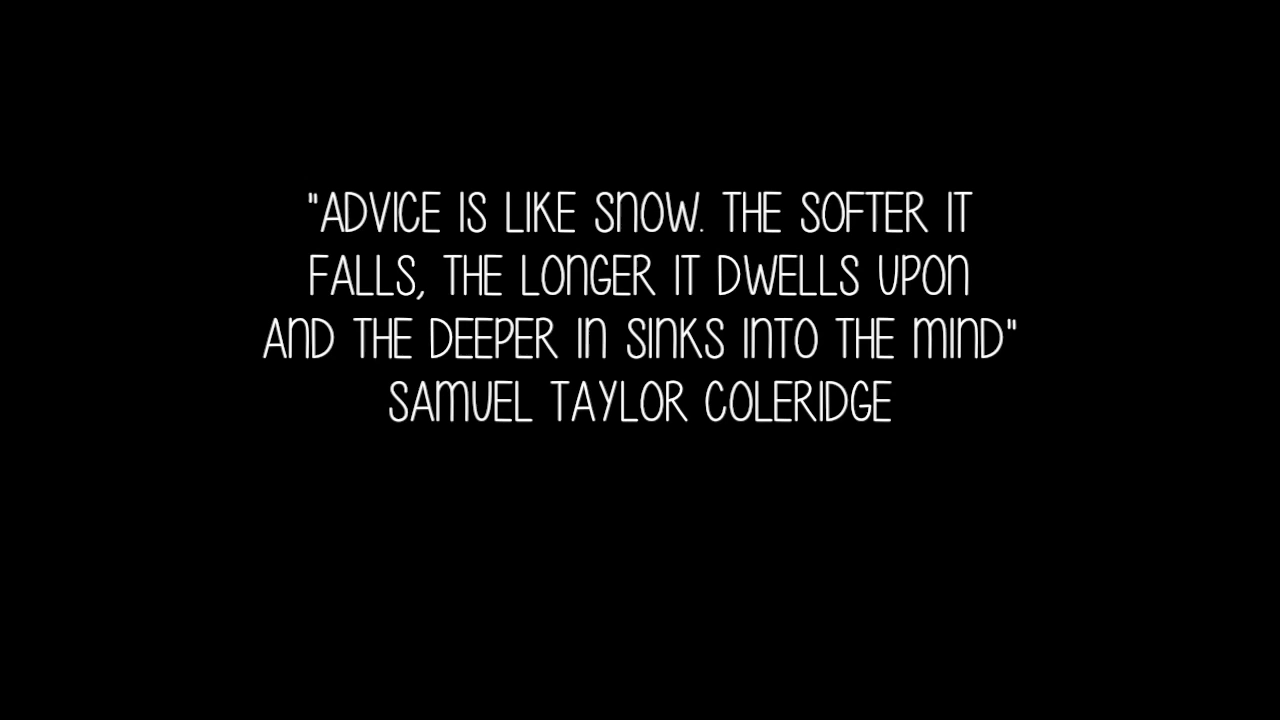 "ADVICE IS LIKE SNOW. THE SOFTER IT
FALLS, THE LONGER IT DWELLS UPON
AND THE DEEPER IN SINKS INTO THE MIND"
SAMUEL TAYLOR COLERIDGE